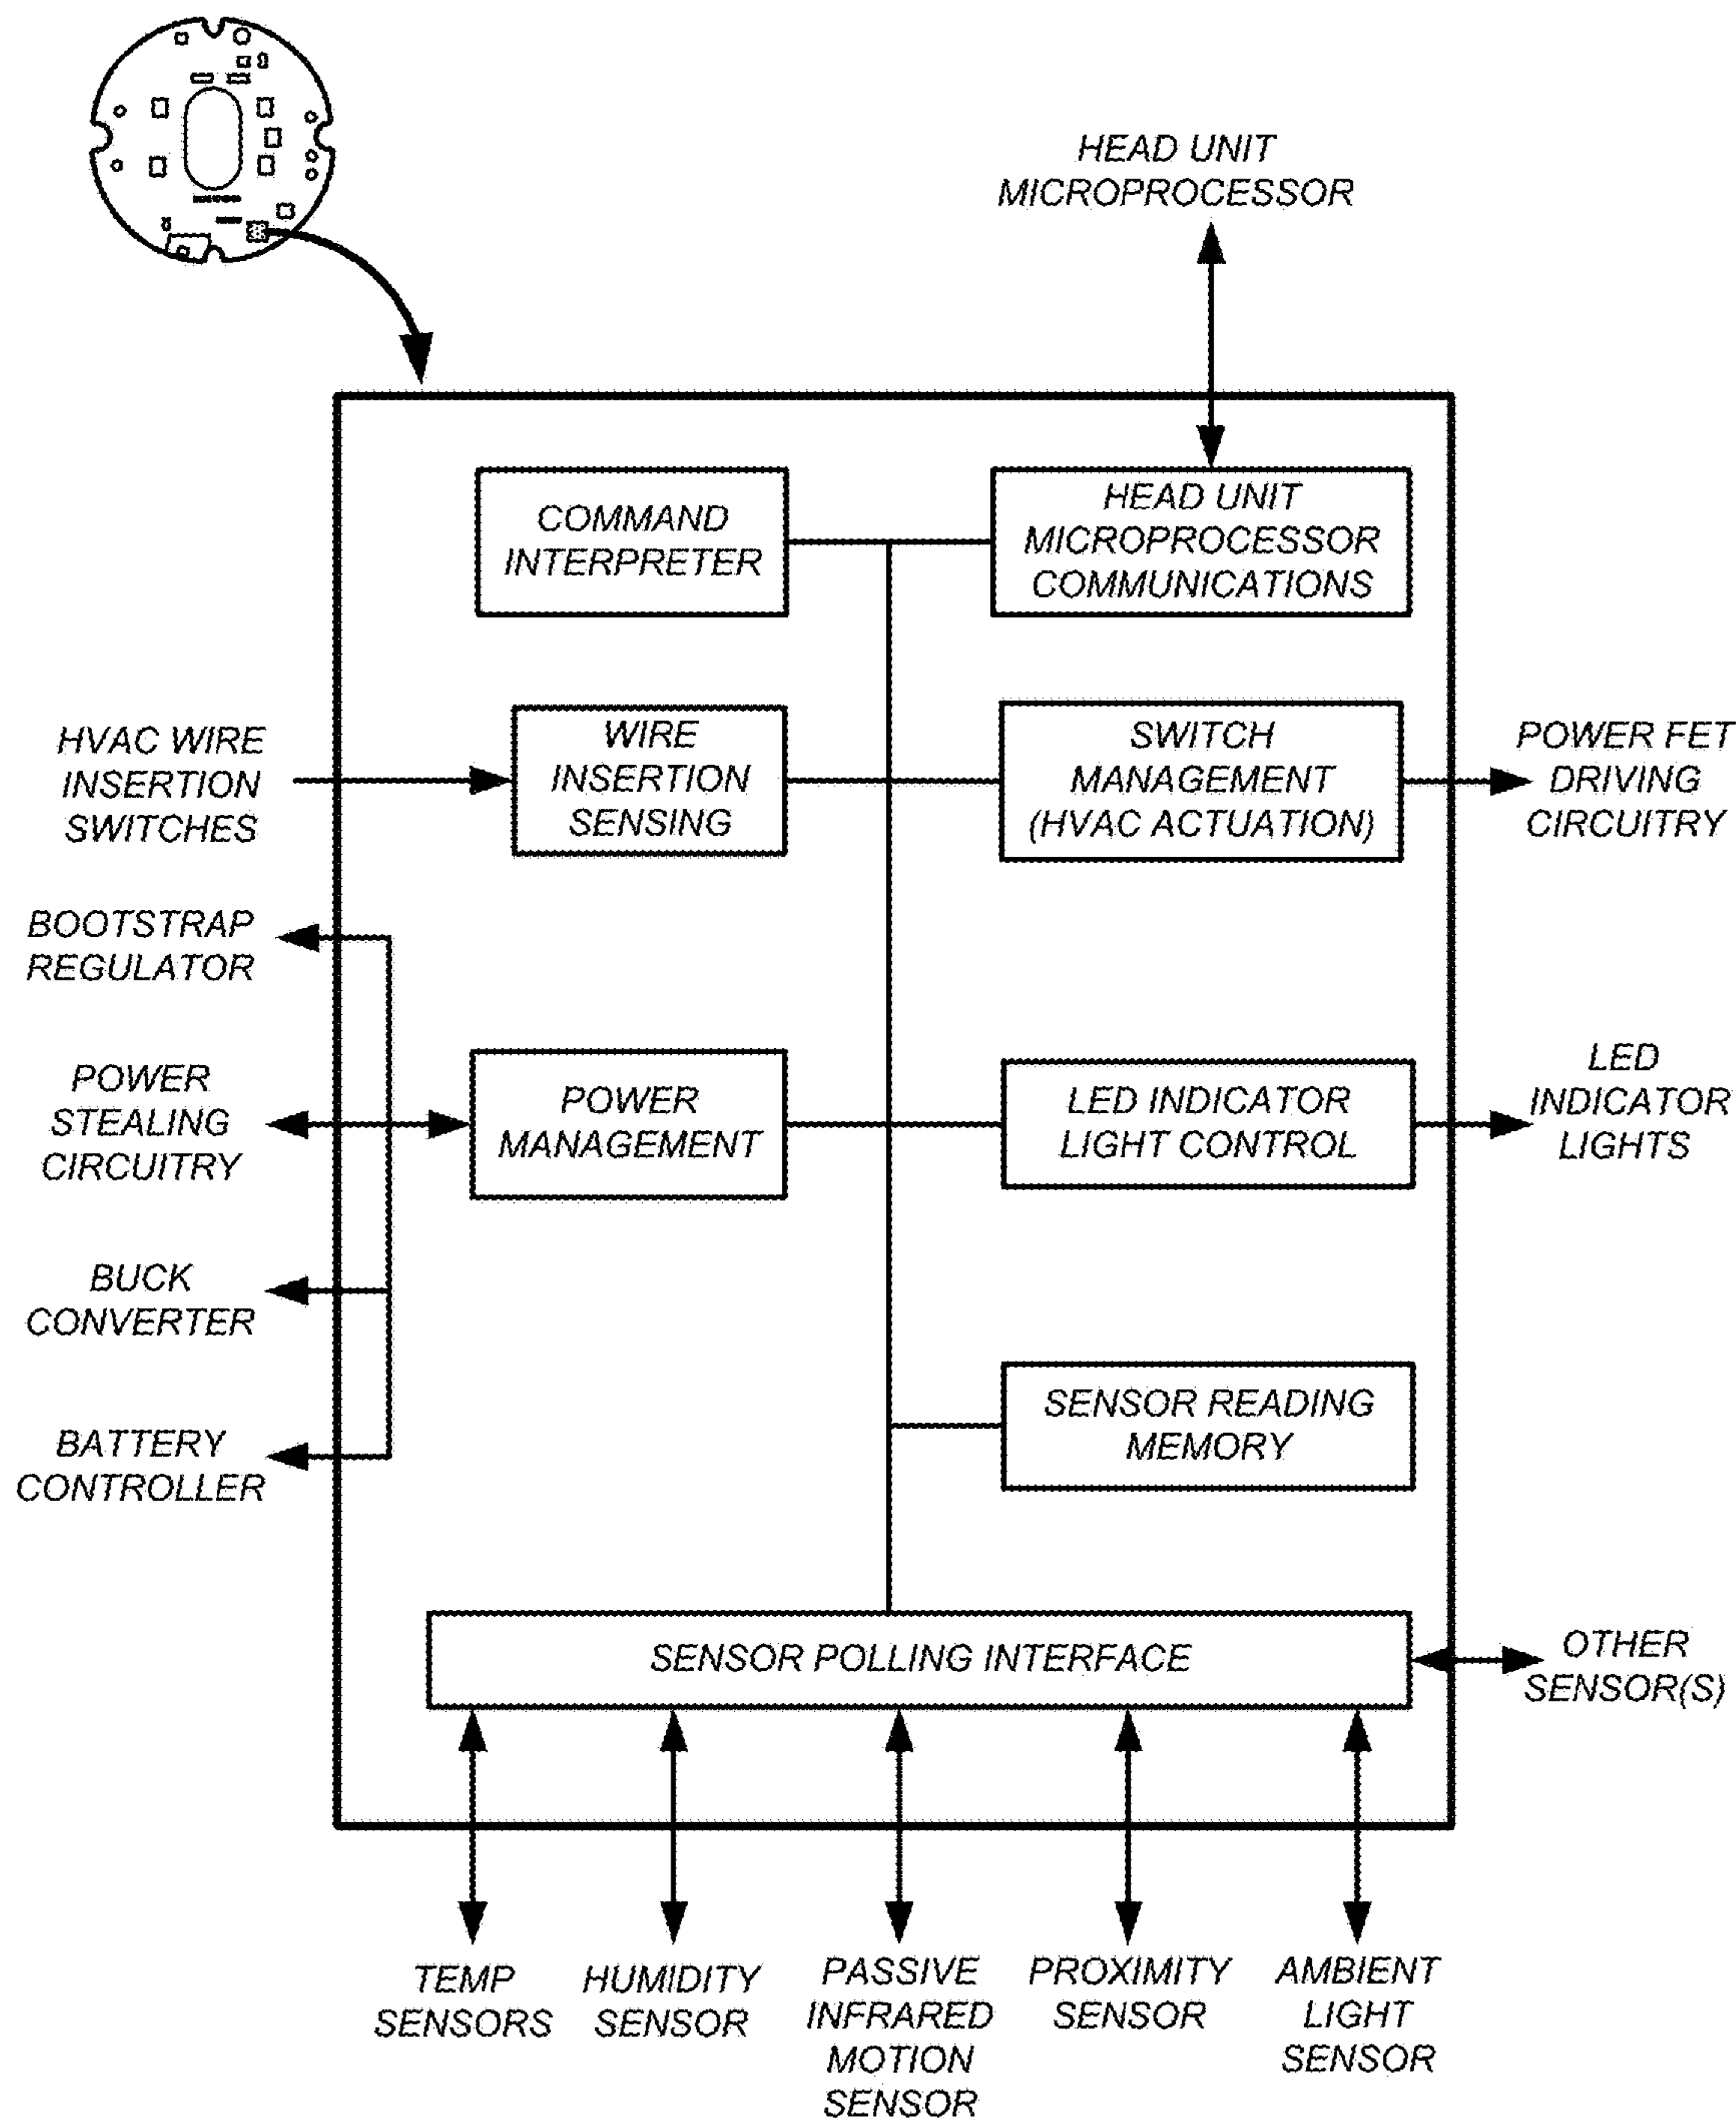 HEAD UNIT
MICROPROCESSOR
COMMAND
INTERPRETER
HEAD UNIT
MICROPROCESSOR
COMMUNICATIONS
HVAC WIRE
INSERTION
SWITCHES
WIRE
INSERTION
SENSING
SWITCH
MANAGEMENT
(HVAC ACTUATION)
POWER FET
DRIVING
CIRCUITRY
BOOTSTRAP
REGULATOR
POWER
STEALING
CIRCUITRY
POWER
MANAGEMENT
LED INDICATOR
LIGHT CONTROL
LED
INDICATOR
LIGHTS
BUCK
CONVERTER
BATTERY
CONTROLLER
SENSOR READING
MEMORY
SENSOR POLLING INTERFACE
OTHER
SENSOR(S)
TEMP
SENSORS
HUMIDITY
SENSOR
PASSIVE
INFRARED
MOTION
SENSOR
PROXIMITY
SENSOR
AMBIENT
LIGHT
SENSOR